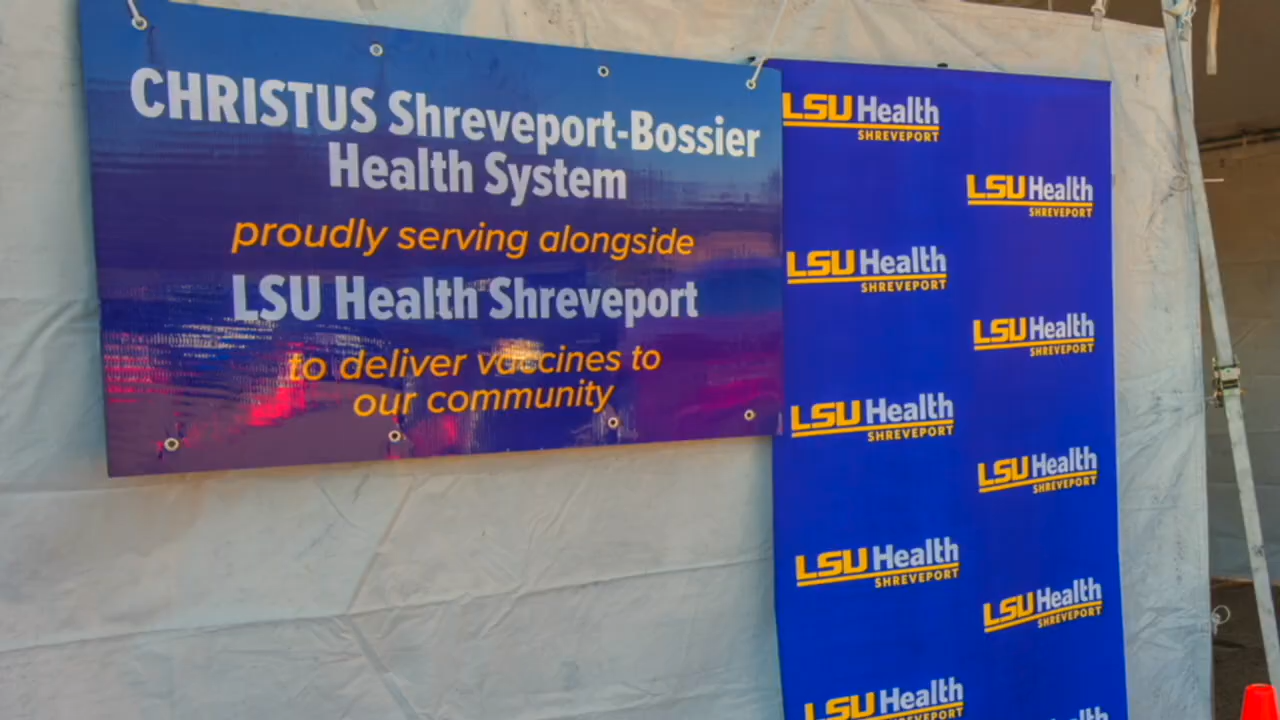 CHRISTUS Shreveport-Bossier
Health System
proudly serving alongside
LSU Health Shreveport
to deliver vaccines to
our community
LSU Health
SHREVEPORT
LSU Health
SHREVEPORT
LSU Health
SHREVEPORT
LSU Health
SHREVEPORT
LSU Health
SHREVEPORT
LSU Health
SHREVEPORT
LSU Health
SHREVEPORT
LSU Health
SHREVEPORT
LSU Health
SHREVEPORT